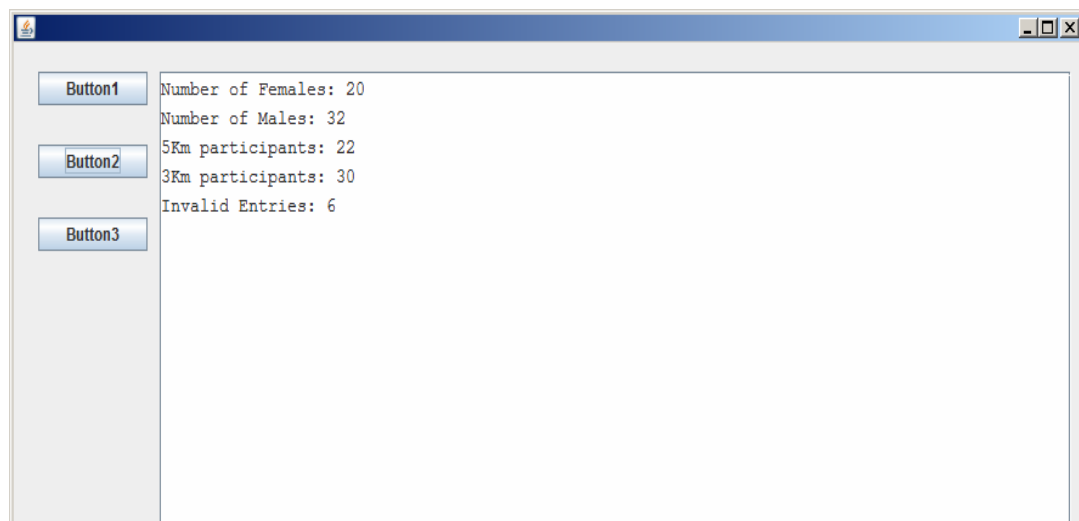 Button1
Button2
Button3
Number of Females: 20
Number of Males: 32
5Km participants: 22
3Km participants: 30
Invalid Entries: 6